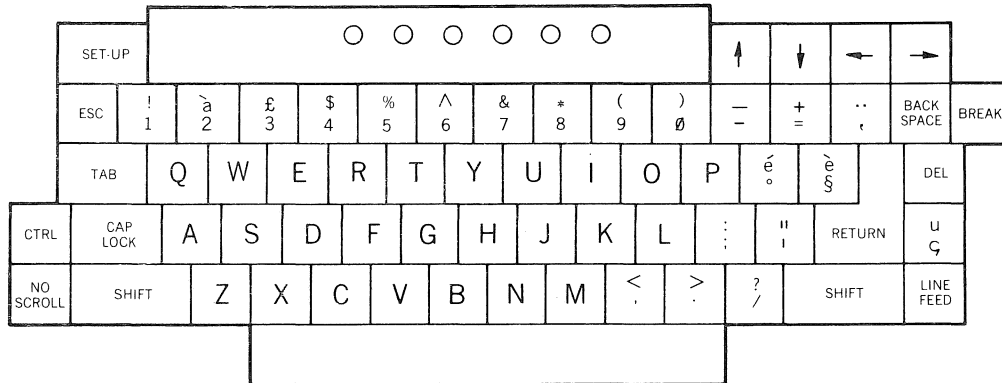 SET-UP ↑ ↓ ← →
ESC ! 1 à 2 £ 3 $ 4 % 5 ^ 6 & 7 * 8 ( 9 ) Ø — - + = ¨ , BACK SPACE BREAK
TAB Q W E R T Y U I O P é ° è § DEL
CTRL CAP LOCK A S D F G H J K L : ; " ' RETURN u ç
NO SCROLL SHIFT Z X C V B N M < , > . ? / SHIFT LINE FEED